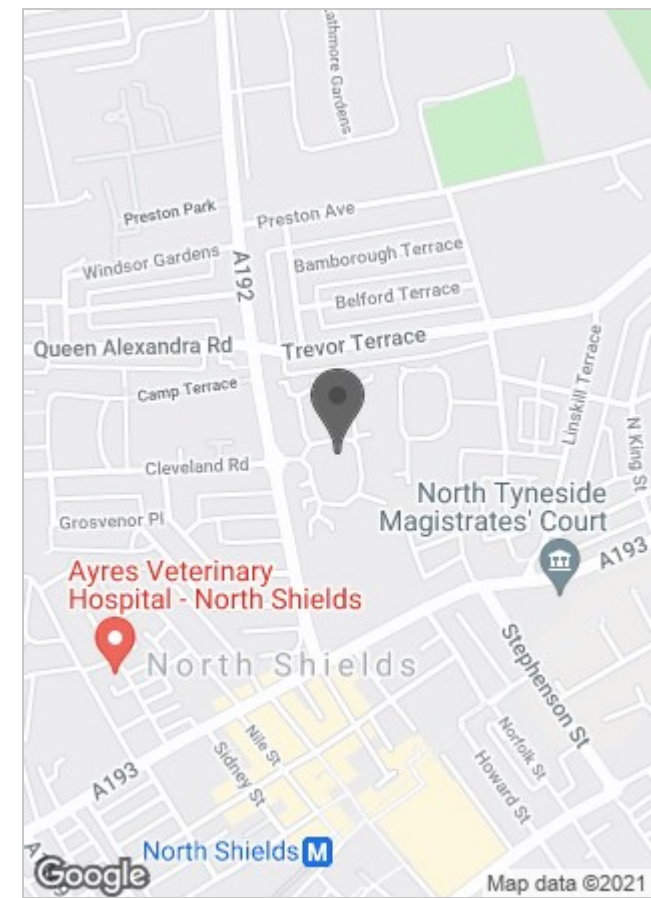 Rathmore Gardens
Preston Park
Preston Ave
Windsor Gardens
Bamborough Terrace
A192
Belford Terrace
Queen Alexandra Rd
Trevor Terrace
Camp Terrace
Linskill Terrace
N King St
Cleveland Rd
North Tyneside
Magistrates' Court
Grosvenor Pl
A193
Ayres Veterinary
Hospital - North Shields
North Shields
Stephenson St
Nile St
Sidney St
Norfolk St
Howard St
A193
North Shields M
Google
Map data ©2021